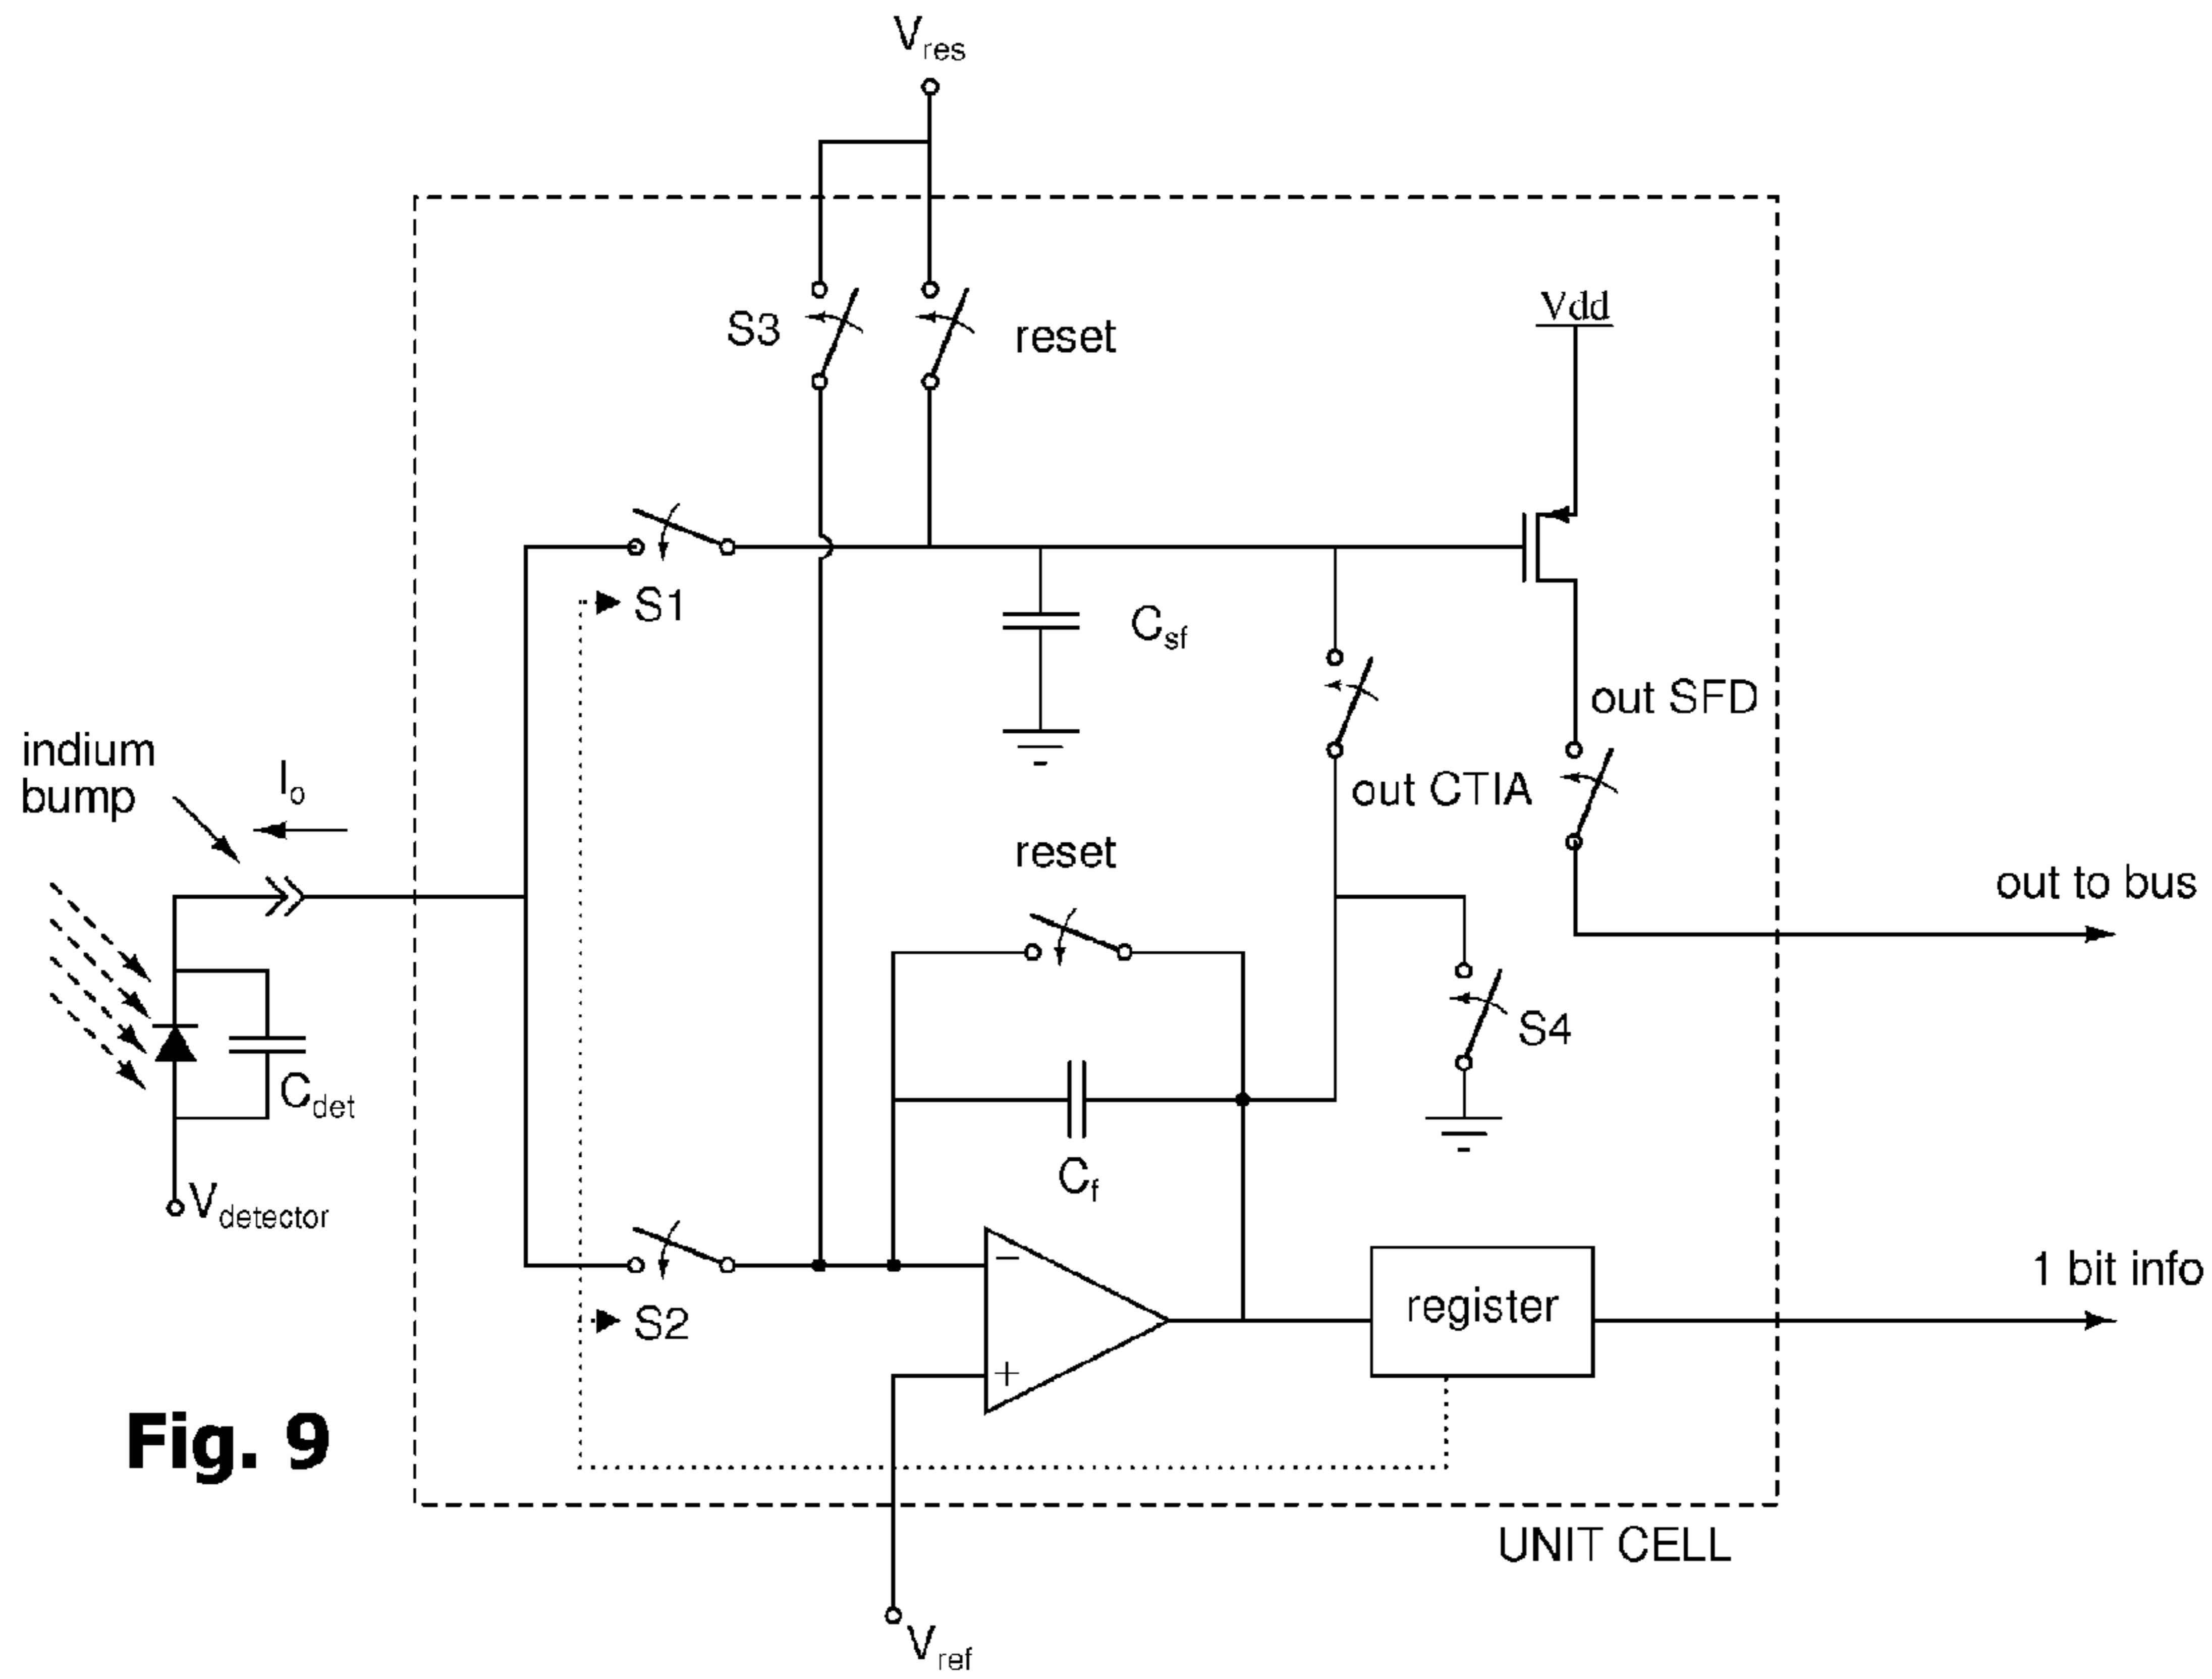 V_res
S3
reset
Vdd
S1
C_sf
out SFD
indium
bump
I_o
out CTIA
reset
out to bus
S4
C_det
C_f
V_detector
−
S2
register
1 bit info
+
Fig. 9
UNIT CELL
V_ref